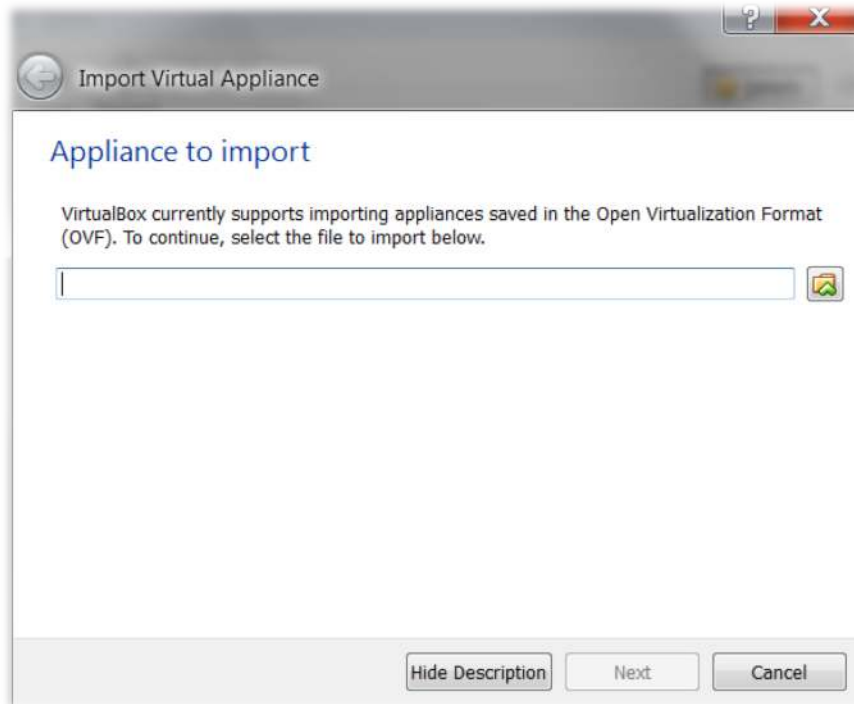 Import Virtual Appliance
Appliance to import
VirtualBox currently supports importing appliances saved in the Open Virtualization Format
(OVF). To continue, select the file to import below.
Hide Description Next Cancel